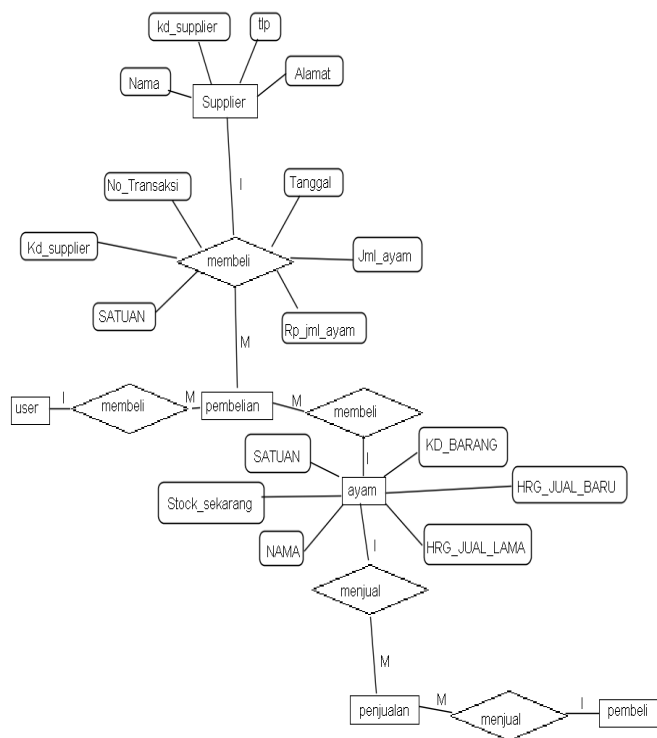 kd_supplier
tlp
Nama
Alamat
Supplier
I
No_Transaksi
Tanggal
Kd_supplier
membeli
Jml_ayam
SATUAN
Rp_jml_ayam
M
user
I
membeli
M
pembelian
M
membeli
I
SATUAN
KD_BARANG
Stock_sekarang
ayam
HRG_JUAL_BARU
NAMA
HRG_JUAL_LAMA
I
menjual
M
penjualan
M
menjual
I
pembeli